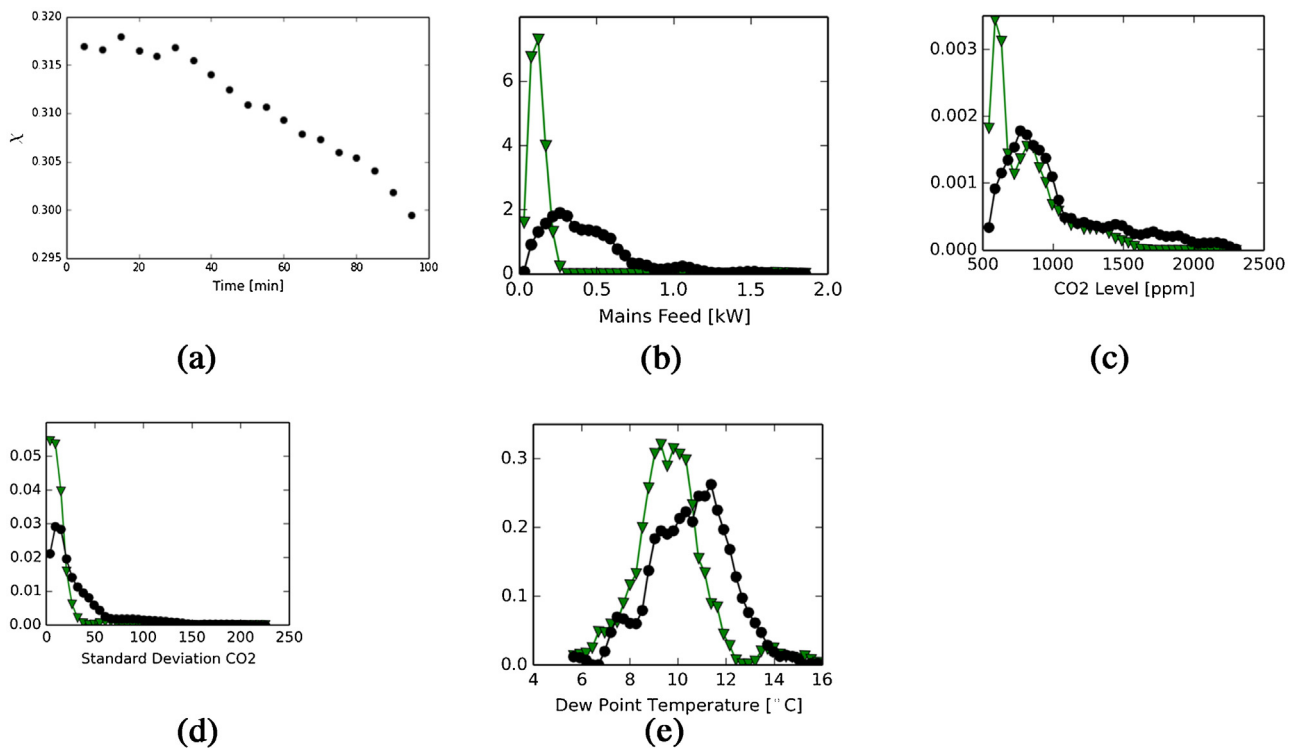 0.320
0.315
0.310
0.305
0.300
0.295
χ
0 20 40 60 80 100
Time [min]
(a)
6
4
2
0
0.0 0.5 1.0 1.5 2.0
Mains Feed [kW]
(b)
0.003
0.002
0.001
0.000
500 1000 1500 2000 2500
CO2 Level [ppm]
(c)
0.05
0.04
0.03
0.02
0.01
0.00
0 50 100 150 200 250
Standard Deviation CO2
(d)
0.3
0.2
0.1
0.0
4 6 8 10 12 14 16
Dew Point Temperature [°C]
(e)